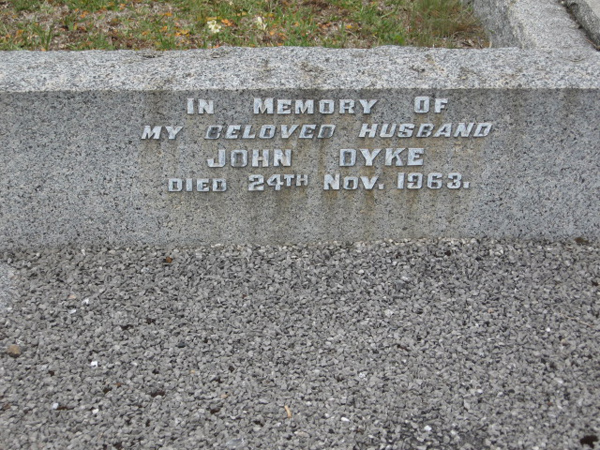 IN MEMORY OF
MY BELOVED HUSBAND
JOHN DYKE
DIED 24TH NOV. 1963.